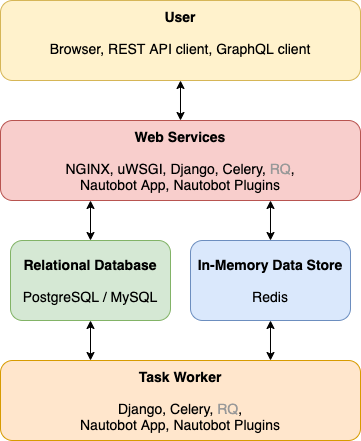 User
Browser, REST API client, GraphQL client
Web Services
NGINX, uWSGI, Django, Celery, RQ,
Nautobot App, Nautobot Plugins
Relational Database
PostgreSQL / MySQL
In-Memory Data Store
Redis
Task Worker
Django, Celery, RQ,
Nautobot App, Nautobot Plugins